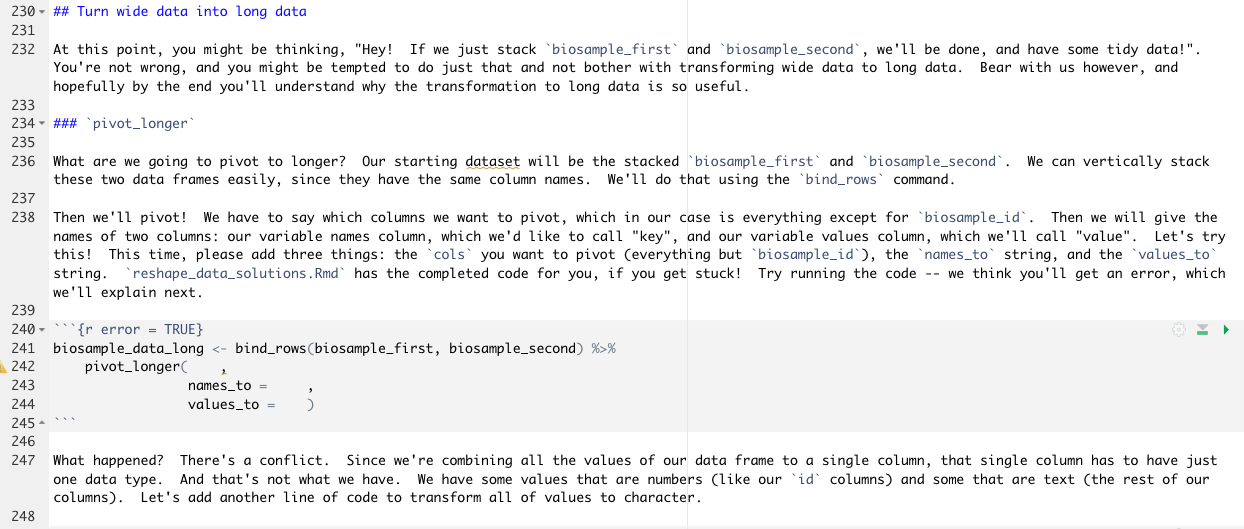 230 ## Turn wide data into long data
231
232 At this point, you might be thinking, "Hey!  If we just stack `biosample_first` and `biosample_second`, we'll be done, and have some tidy data!".
You're not wrong, and you might be tempted to do just that and not bother with transforming wide data to long data.  Bear with us however, and
hopefully by the end you'll understand why the transformation to long data is so useful.
233
234 ### `pivot_longer`
235
236 What are we going to pivot to longer?  Our starting dataset will be the stacked `biosample_first` and `biosample_second`.  We can vertically stack
these two data frames easily, since they have the same column names.  We'll do that using the `bind_rows` command.
237
238 Then we'll pivot!  We have to say which columns we want to pivot, which in our case is everything except for `biosample_id`.  Then we will give the
names of two columns: our variable names column, which we'd like to call "key", and our variable values column, which we'll call "value".  Let's try
this!  This time, please add three things: the `cols` you want to pivot (everything but `biosample_id`), the `names_to` string, and the `values_to`
string.  `reshape_data_solutions.Rmd` has the completed code for you, if you get stuck!  Try running the code -- we think you'll get an error, which
we'll explain next.
239
240 ```{r error = TRUE}
241 biosample_data_long <- bind_rows(biosample_first, biosample_second) %>%
242     pivot_longer(    ,
243                 names_to =     ,
244                 values_to =    )
245 ```
246
247 What happened?  There's a conflict.  Since we're combining all the values of our data frame to a single column, that single column has to have just
one data type.  And that's not what we have.  We have some values that are numbers (like our `id` columns) and some that are text (the rest of our
columns).  Let's add another line of code to transform all of values to character.
248